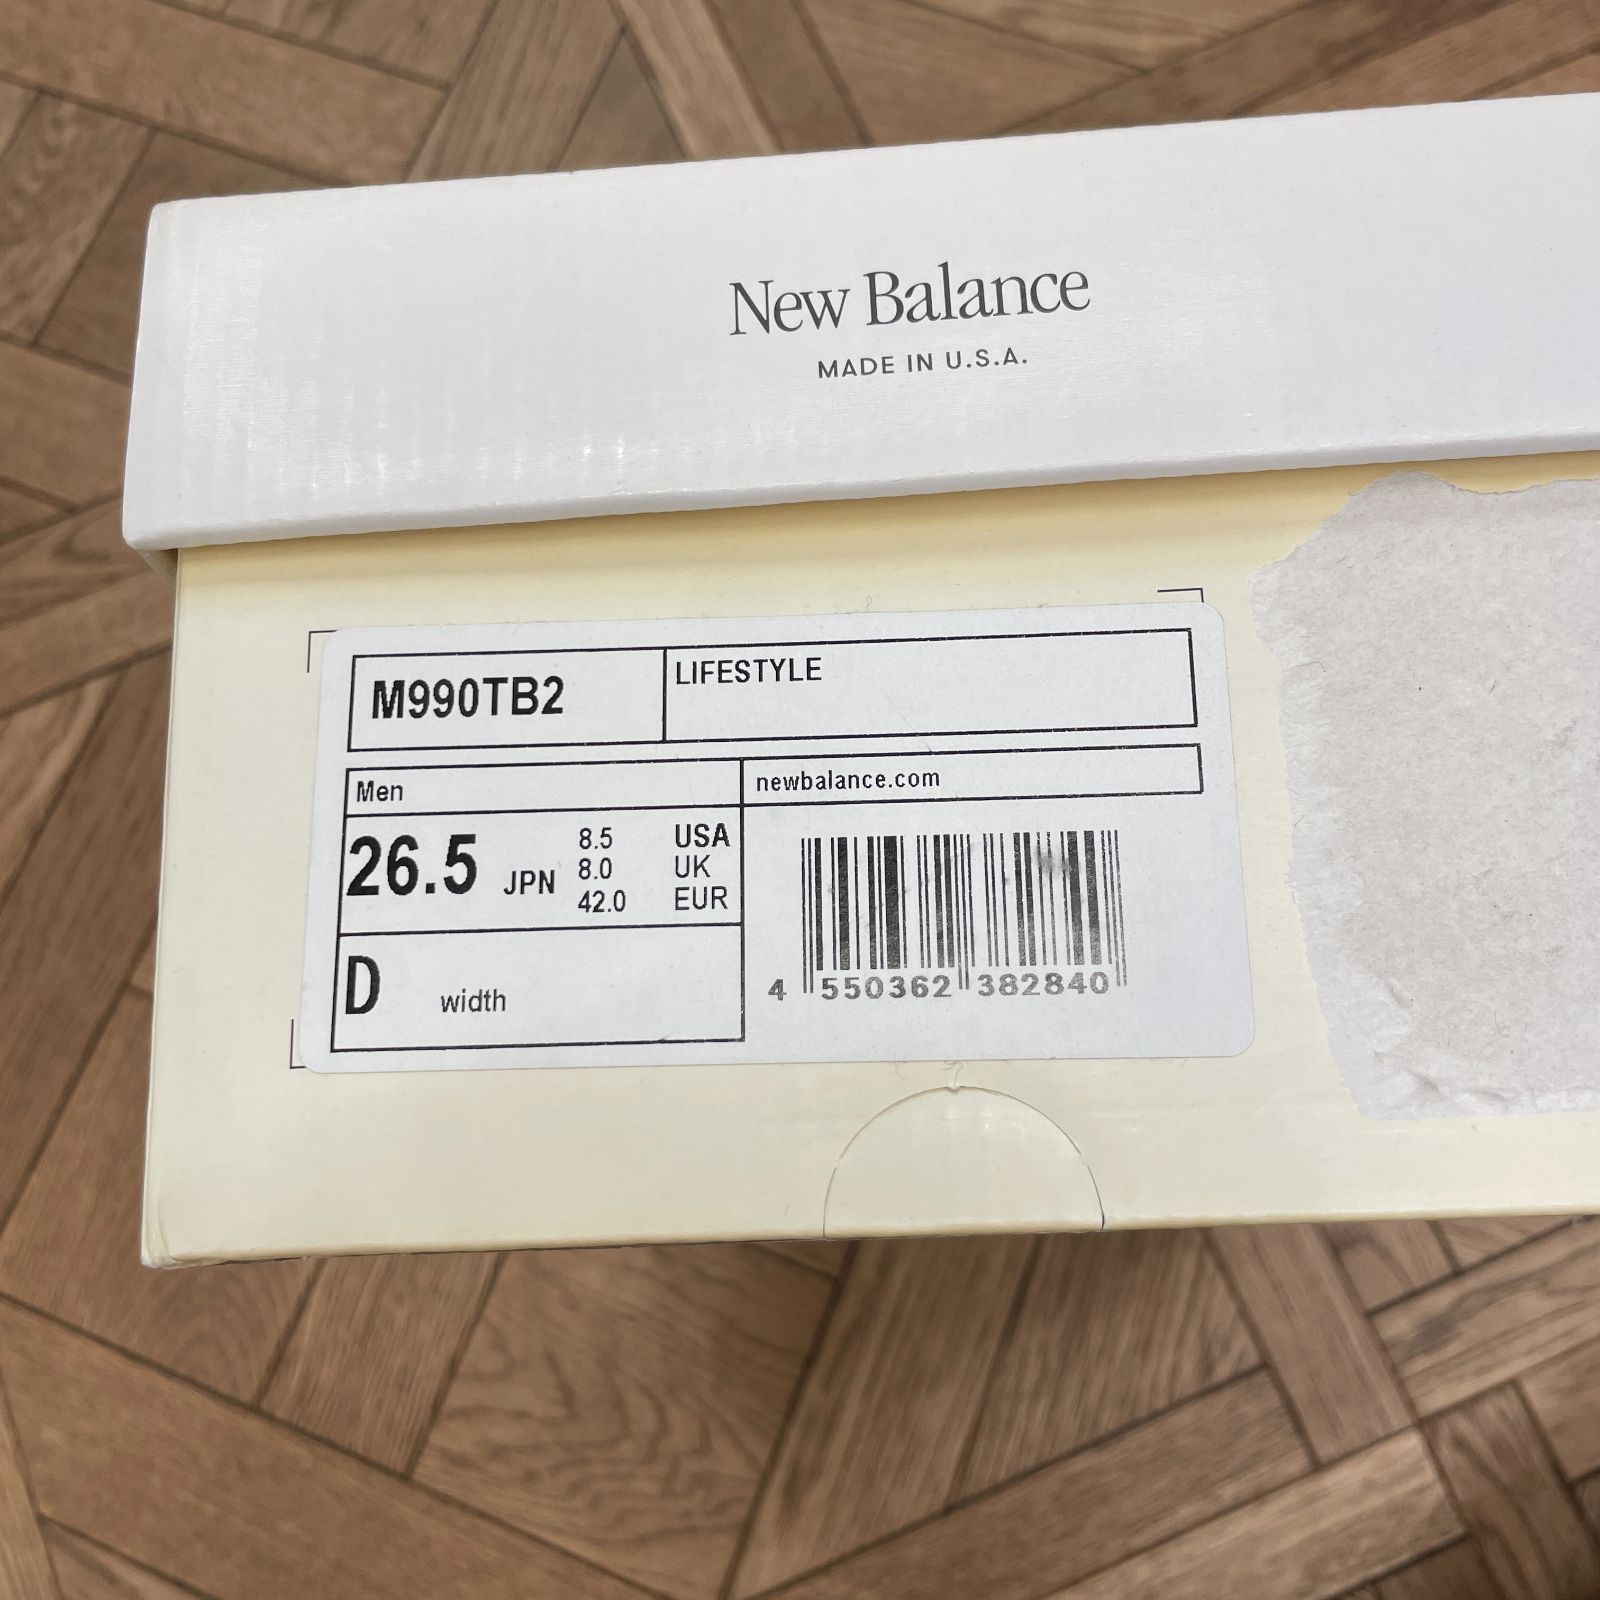 New Balance
MADE IN U.S.A.
M990TB2
LIFESTYLE
Men
newbalance.com
26.5 JPN
8.5 USA
8.0 UK
42.0 EUR
D width
4 550362 382840